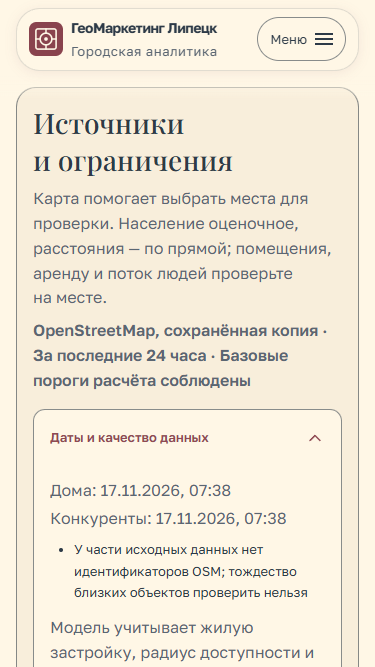 ГеоМаркетинг Липецк
Городская аналитика
Меню
Источники
и ограничения
Карта помогает выбрать места для
проверки. Население оценочное,
расстояния — по прямой; помещения,
аренду и поток людей проверьте
на месте.
OpenStreetMap, сохранённая копия ·
За последние 24 часа · Базовые
пороги расчёта соблюдены
Даты и качество данных
Дома: 17.11.2026, 07:38
Конкуренты: 17.11.2026, 07:38
• У части исходных данных нет
идентификаторов OSM; тождество
близких объектов проверить нельзя
Модель учитывает жилую
застройку, радиус доступности и